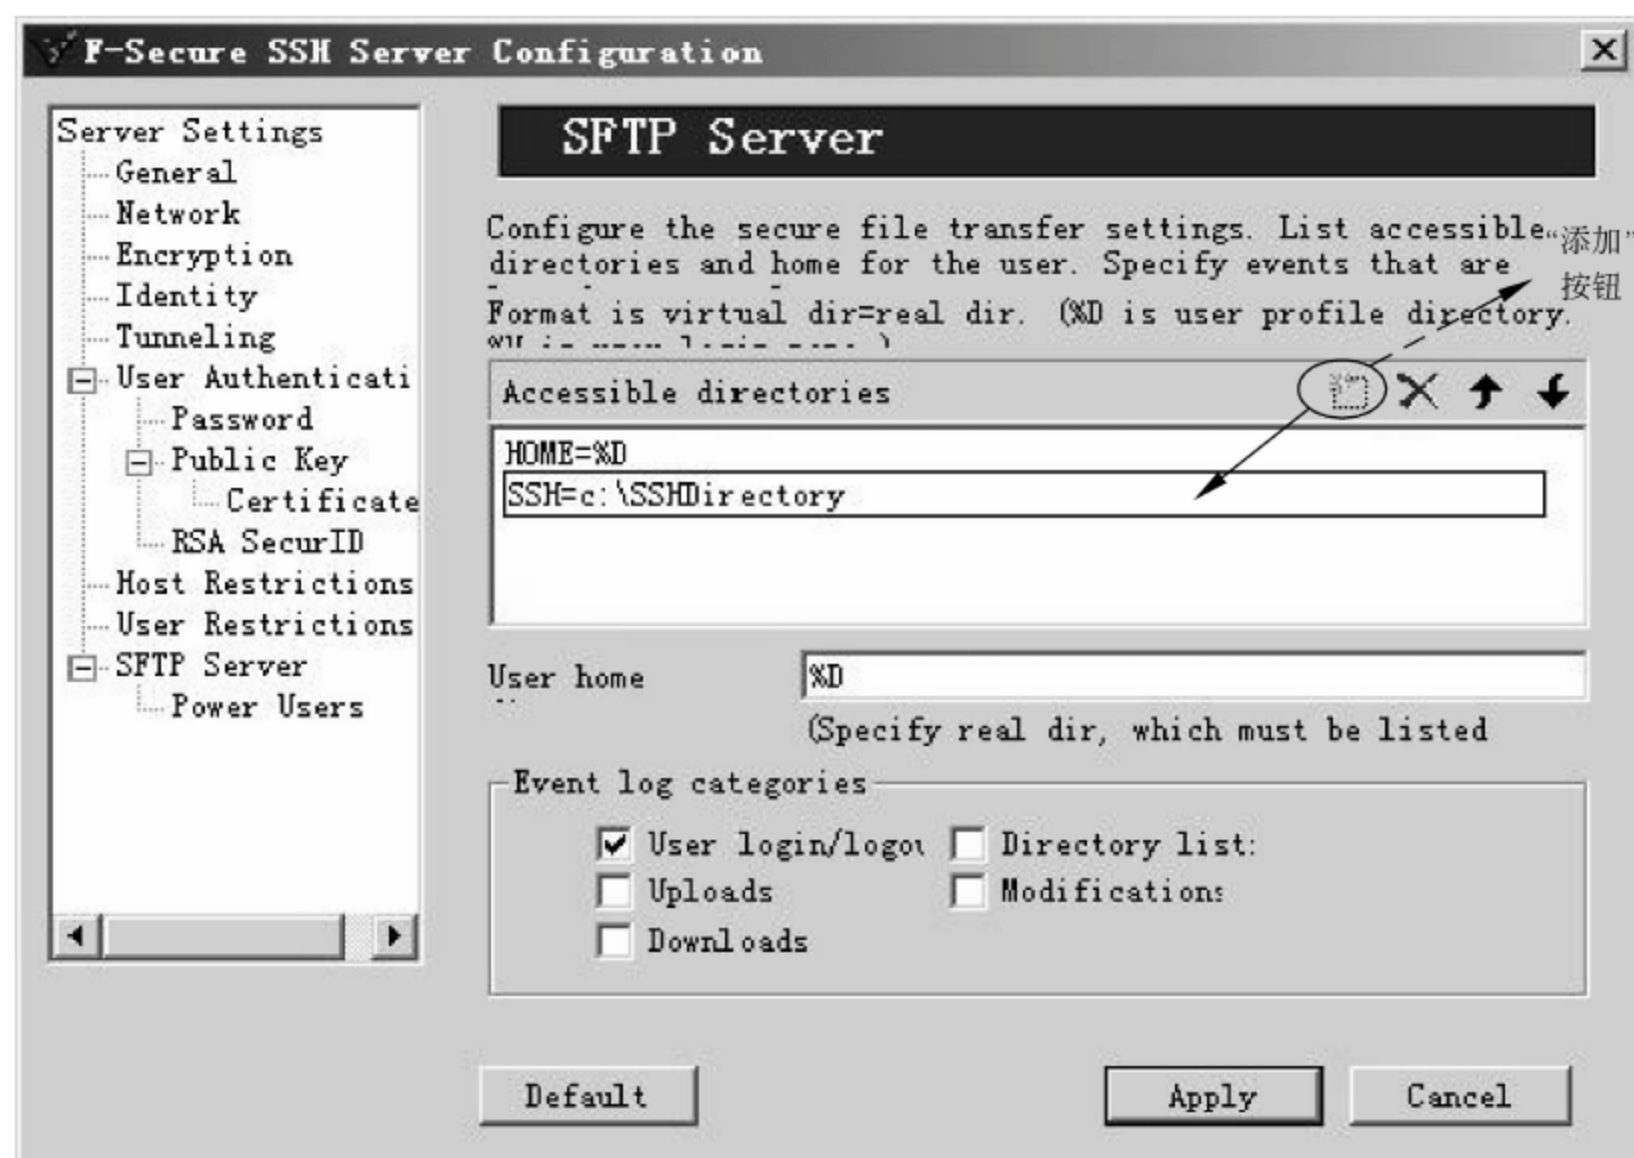 F-Secure SSH Server Configuration
Server Settings
General
Network
Encryption
Identity
Tunneling
User Authenticati
Password
Public Key
Certificate
RSA SecurID
Host Restrictions
User Restrictions
SFTP Server
Power Users
SFTP Server
Configure the secure file transfer settings. List accessible
directories and home for the user. Specify events that are
Format is virtual dir=real dir. (%D is user profile directory.
“添加”
按钮
Accessible directories
HOME=%D
SSH=c:\SSHDirectory
User home
%D
(Specify real dir, which must be listed
Event log categories
User login/logou
Directory list:
Uploads
Modifications
Downloads
Default
Apply
Cancel